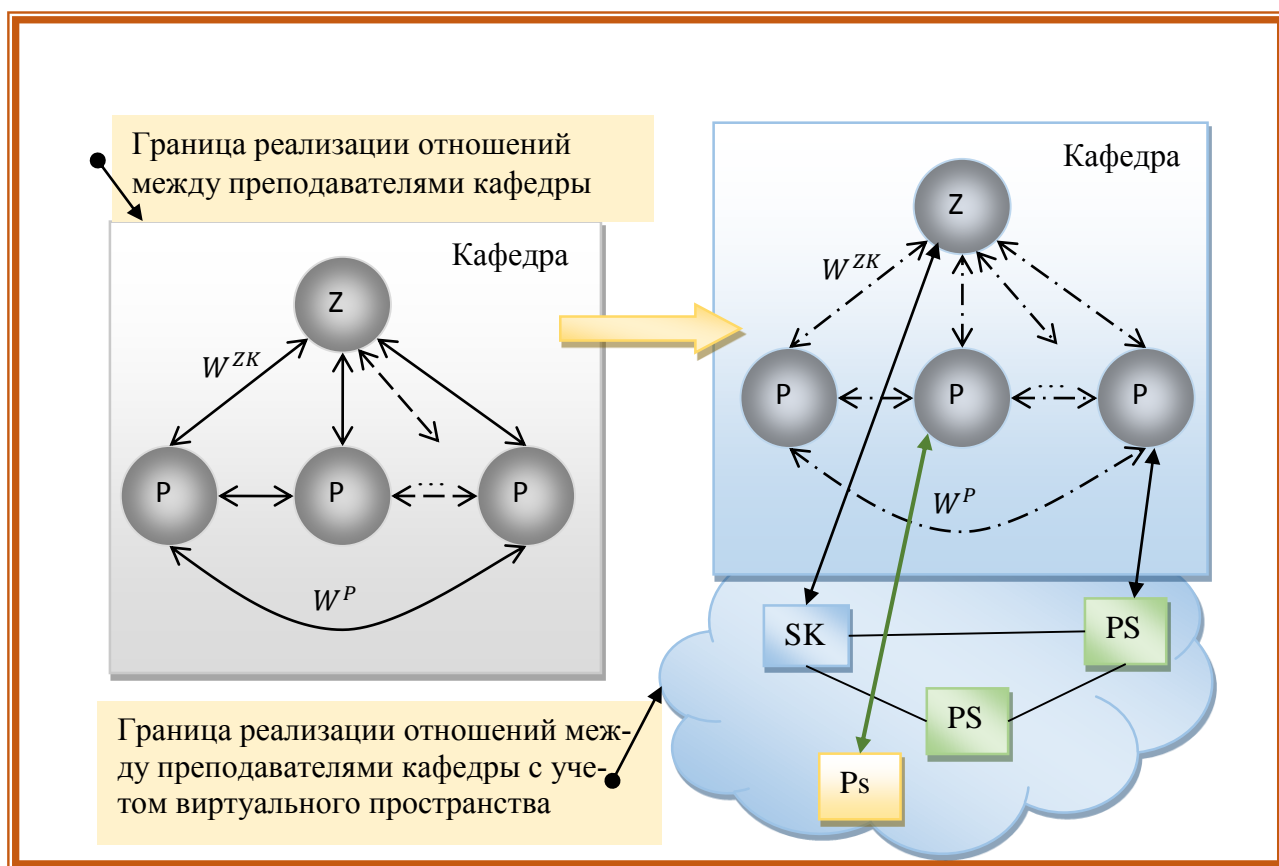 Граница реализации отношений
между преподавателями кафедры
Кафедра
Z
W^{ZK}
P
P
...
P
W^P
Кафедра
Z
W^{ZK}
P
P
...
P
W^P
SK
PS
PS
Ps
Граница реализации отношений меж-
ду преподавателями кафедры с уче-
том виртуального пространства